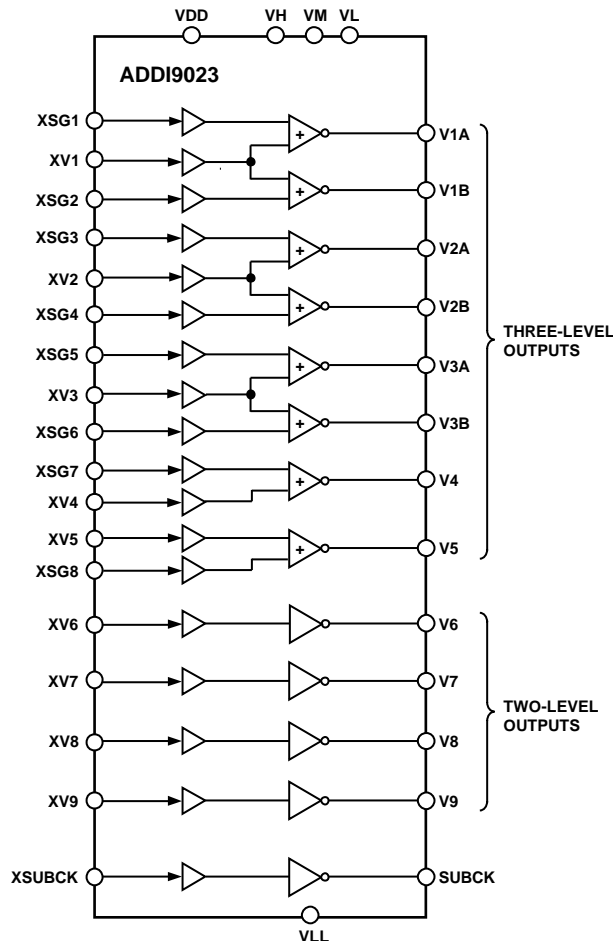 VDD VH VM VL
ADDI9023
XSG1
XV1
XSG2
XSG3
XV2
XSG4
XSG5
XV3
XSG6
XSG7
XV4
XV5
XSG8
XV6
XV7
XV8
XV9
XSUBCK
+
+
+
+
+
+
+
+
V1A
V1B
V2A
V2B
V3A
V3B
V4
V5
V6
V7
V8
V9
SUBCK
THREE-LEVEL
OUTPUTS
TWO-LEVEL
OUTPUTS
VLL